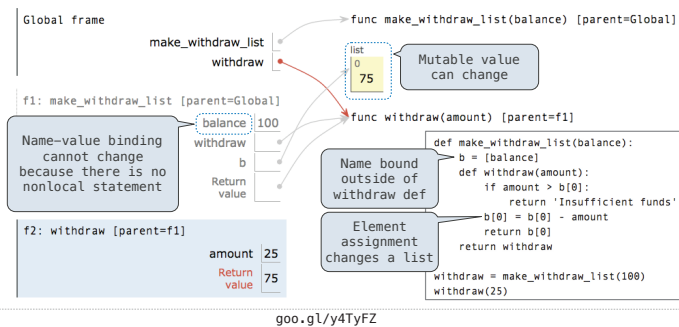 Global frame
make_withdraw_list
withdraw
func make_withdraw_list(balance) [parent=Global]
list
0
75
Mutable value
can change
f1: make_withdraw_list [parent=Global]
balance 100
withdraw
b
Return
value
Name-value binding
cannot change
because there is no
nonlocal statement
func withdraw(amount) [parent=f1]
Name bound
outside of
withdraw def
Element
assignment
changes a list
def make_withdraw_list(balance):
    b = [balance]
    def withdraw(amount):
        if amount > b[0]:
            return 'Insufficient funds'
        b[0] = b[0] - amount
        return b[0]
    return withdraw

withdraw = make_withdraw_list(100)
withdraw(25)
f2: withdraw [parent=f1]
amount 25
Return
value 75
goo.gl/y4TyFZ